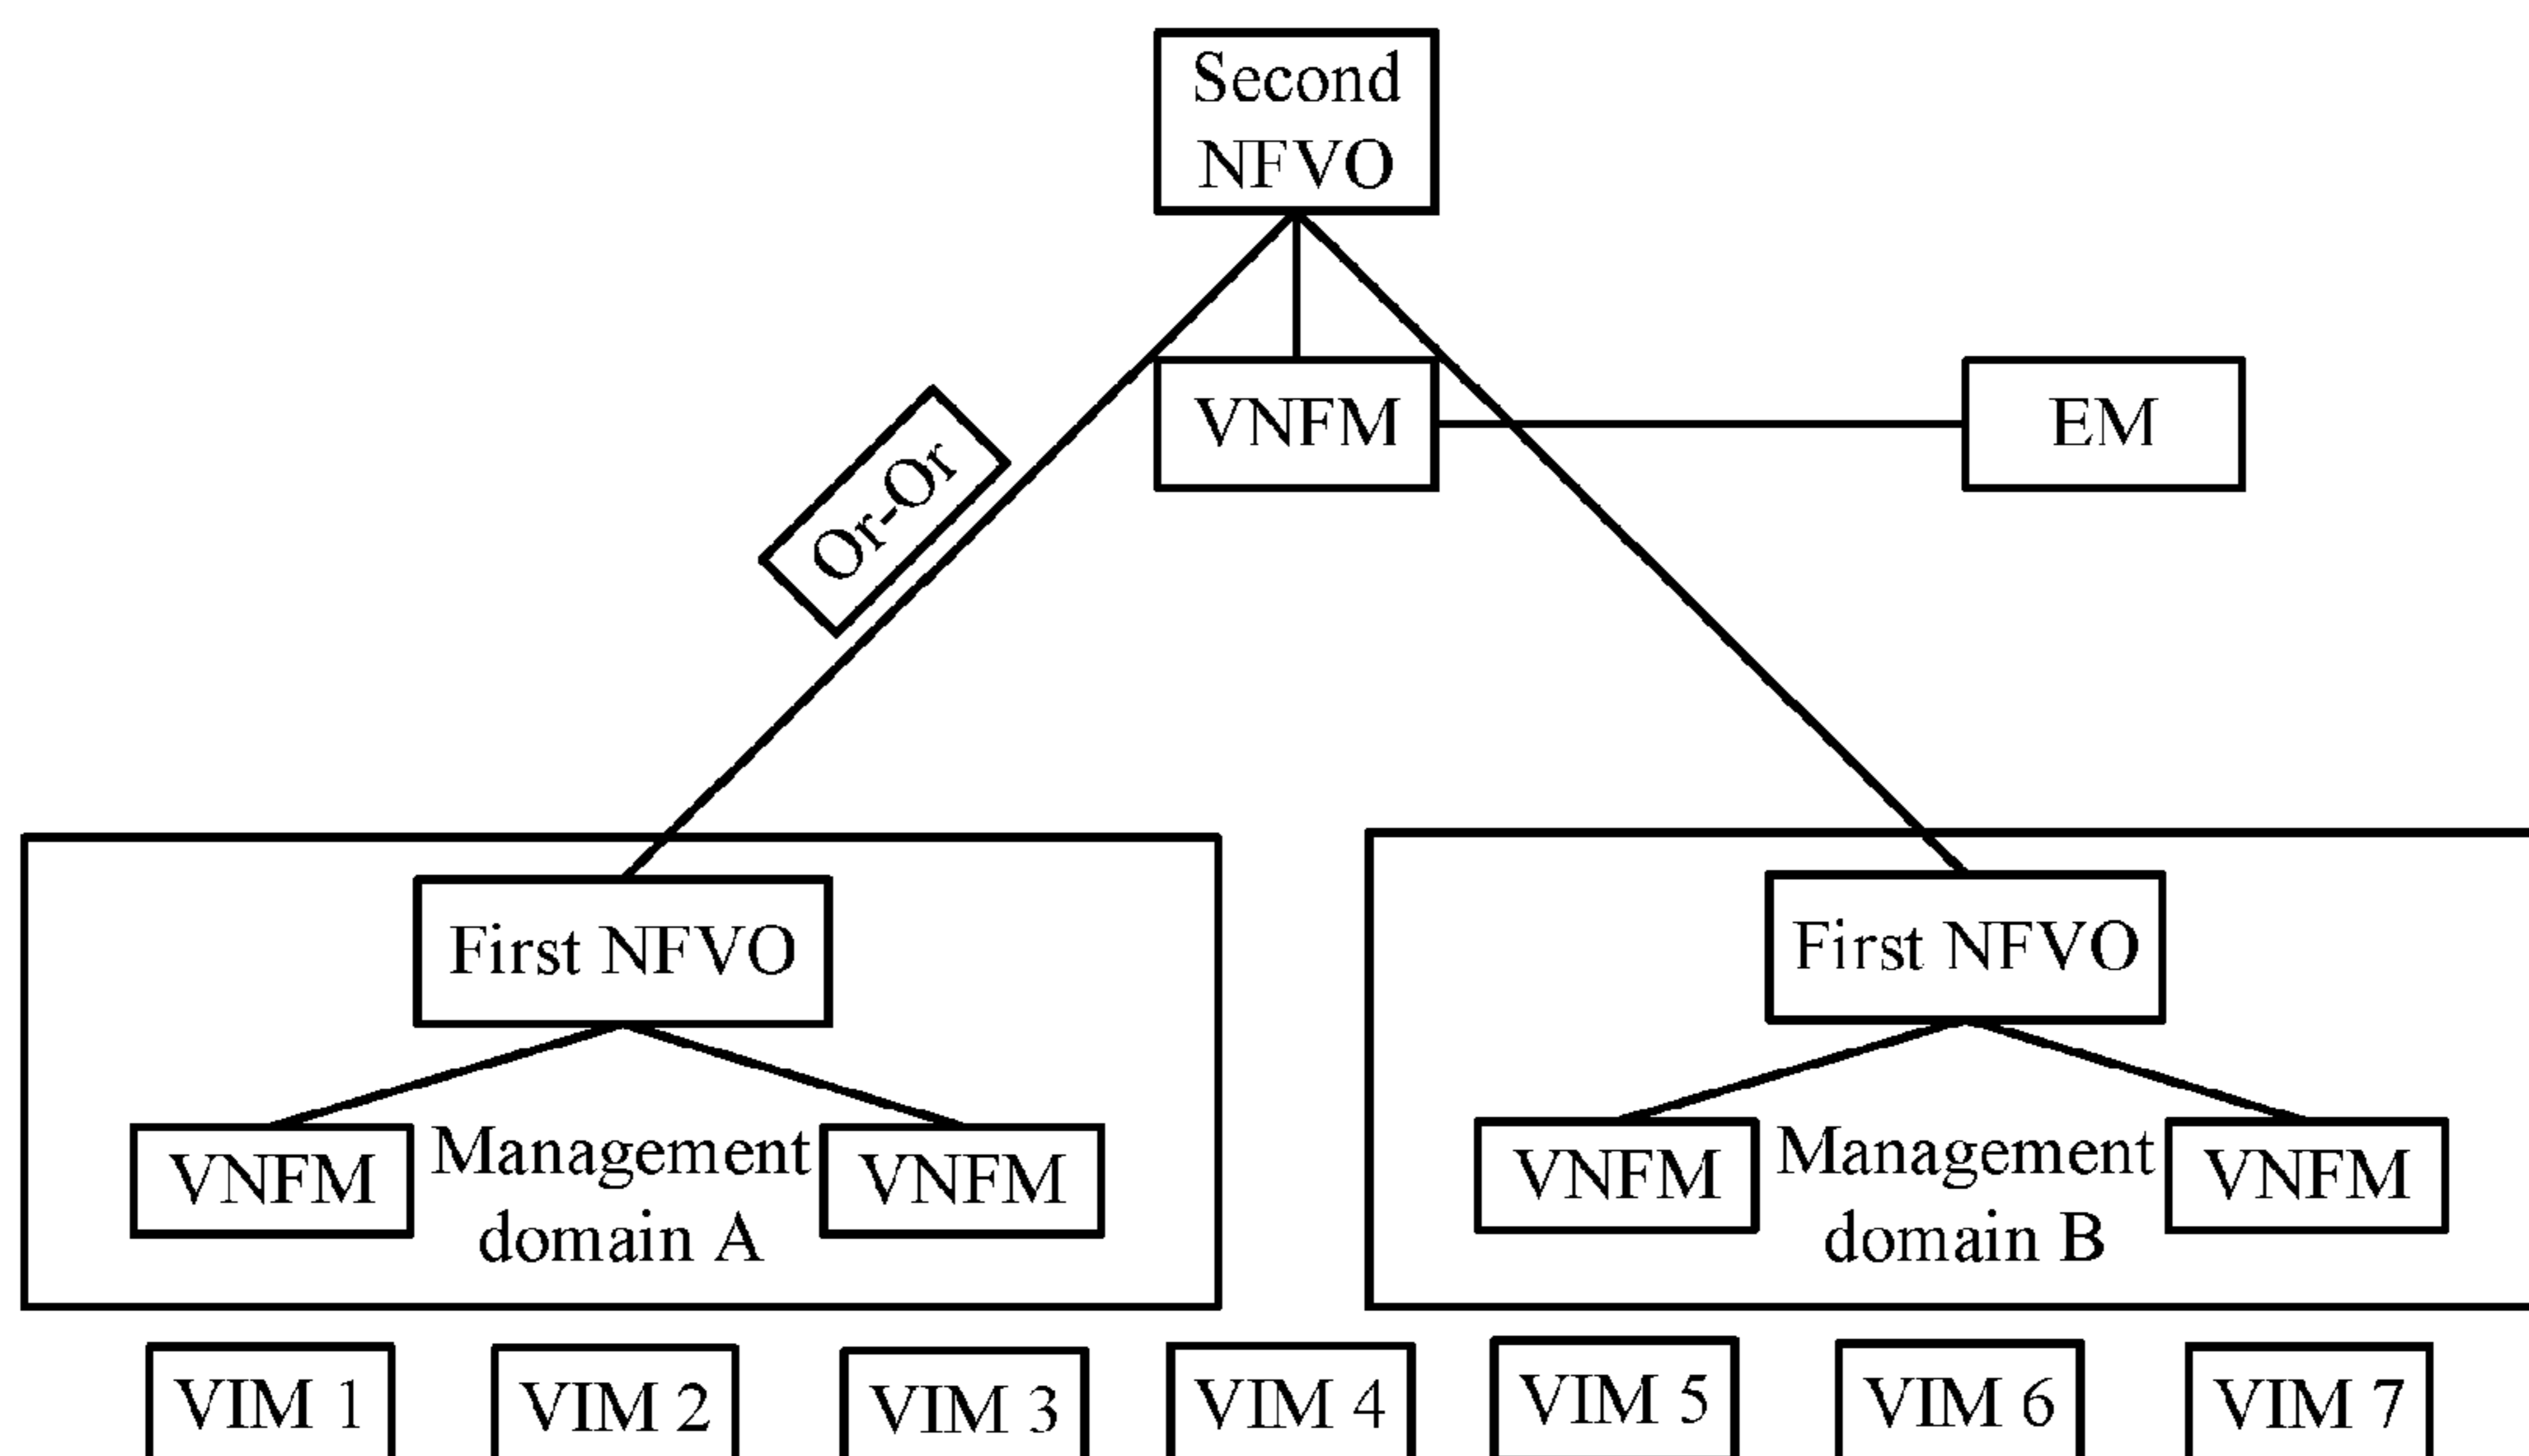 Second
NFVO
VNFM
EM
Or-Or
First NFVO
First NFVO
VNFM
Management
domain A
VNFM
VNFM
Management
domain B
VNFM
VIM 1
VIM 2
VIM 3
VIM 4
VIM 5
VIM 6
VIM 7